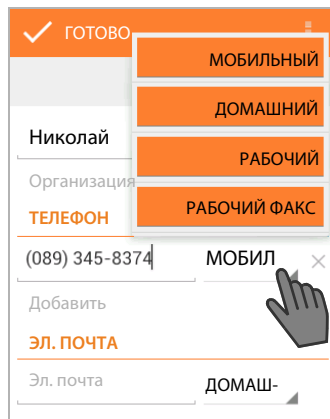 ГОТОВО
МОБИЛЬНЫЙ
ДОМАШНИЙ
РАБОЧИЙ
РАБОЧИЙ ФАКС
Николай
Организация
ТЕЛЕФОН
(089) 345-8374 МОБИЛ
Добавить
ЭЛ. ПОЧТА
Эл. почта ДОМАШ-